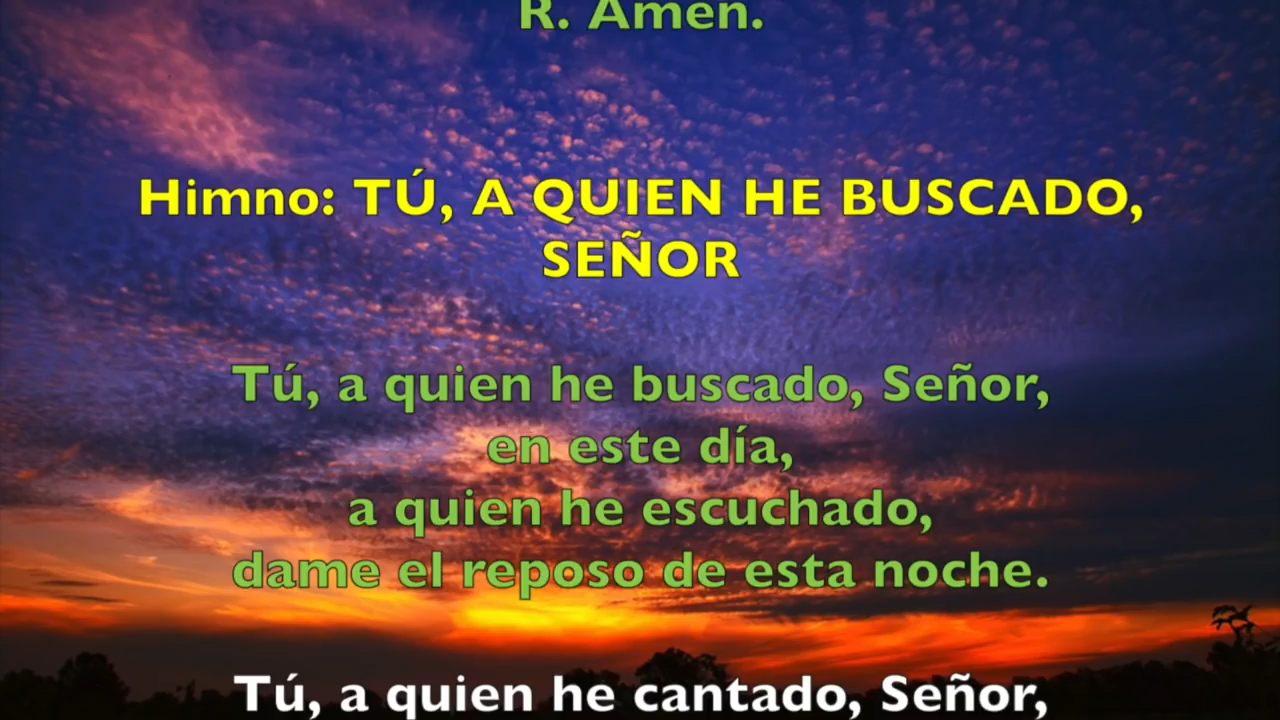 R. Amén.
Himno: TÚ, A QUIEN HE BUSCADO,
SEÑOR
Tú, a quien he buscado, Señor,
en este día,
a quien he escuchado,
dame el reposo de esta noche.
Tú, a quien he cantado, Señor,